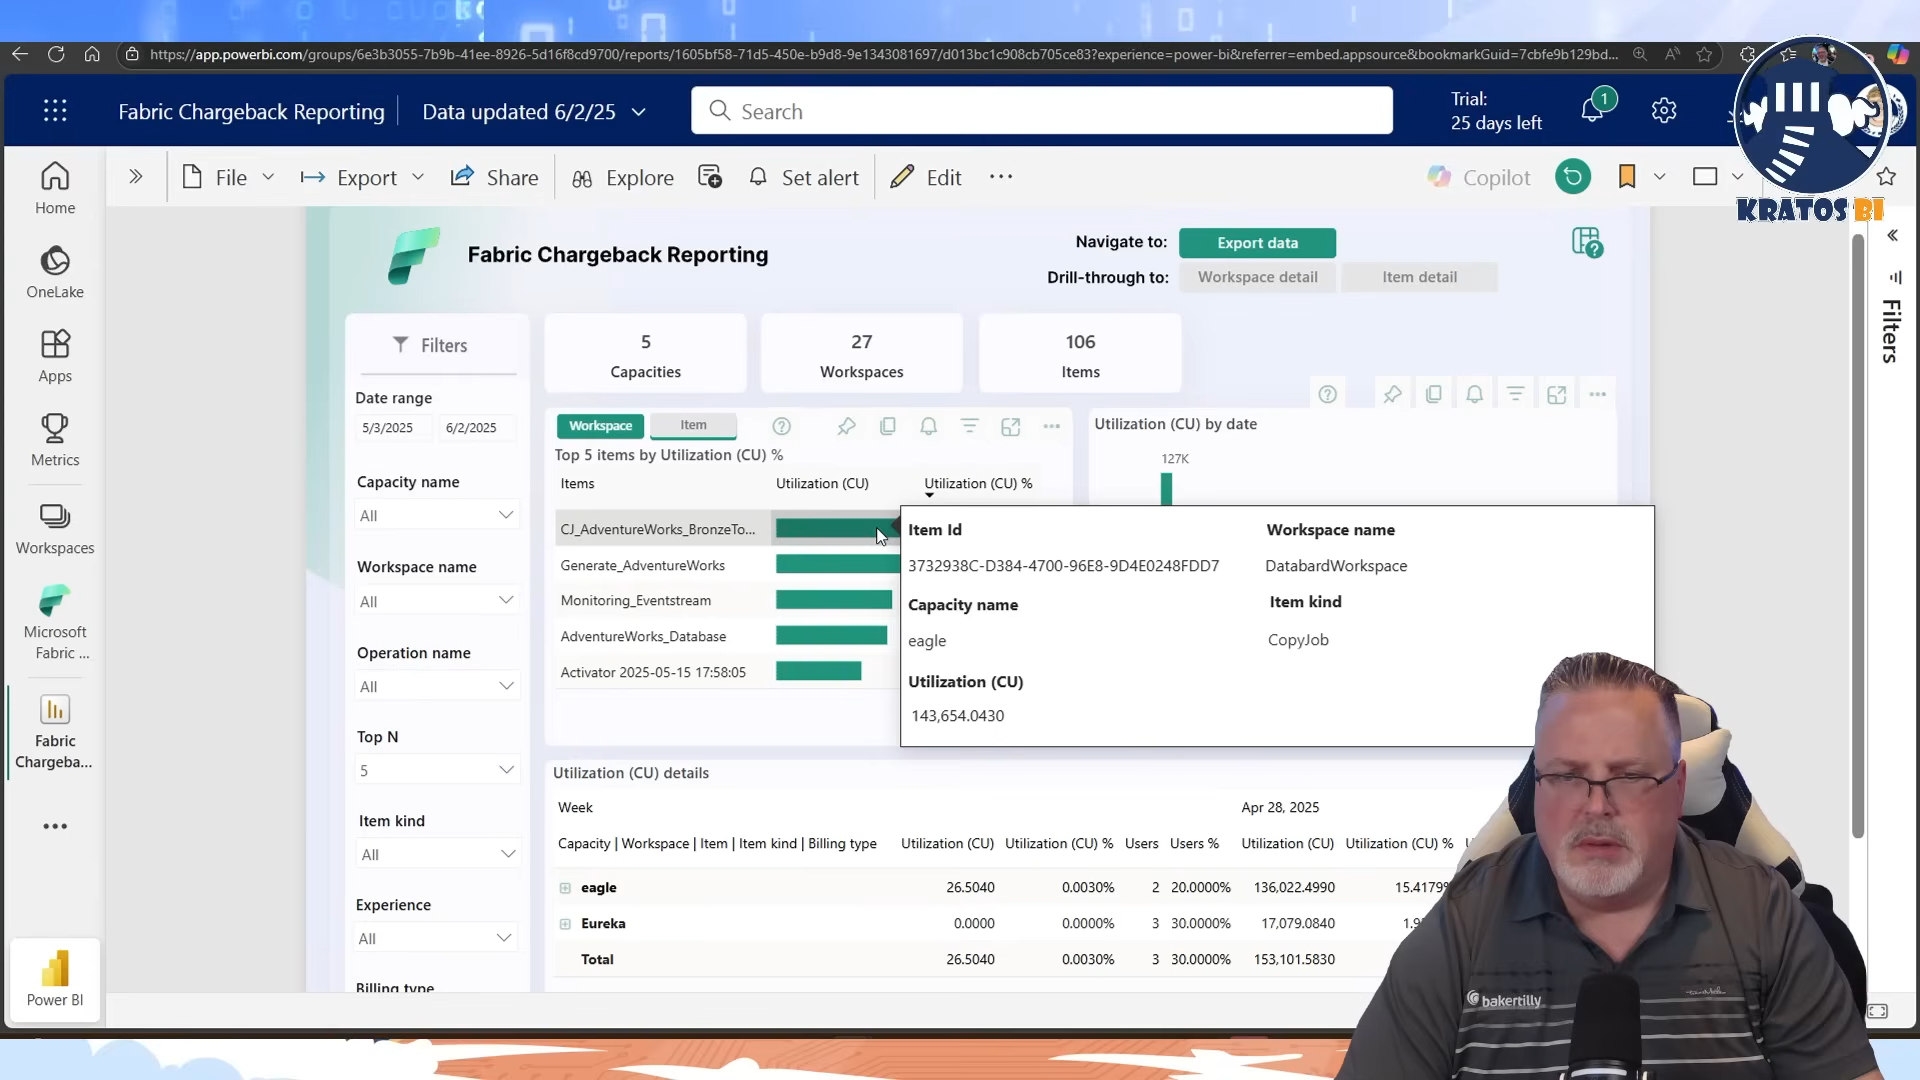 https://app.powerbi.com/groups/6e3b3055-7b9b-41ee-8926-5d16f8cd9700/reports/1605bf58-71d5-450e-b9d8-9e1343081697/d013bc1c908cb705ce83?experience=power-bi&referrer=embed.appsource&bookmarkGuid=7cbfe9b129bd...
Fabric Chargeback Reporting
Data updated 6/2/25
Search
Trial:
25 days left
1
KRATOS BI
File
Export
Share
Explore
Set alert
Edit
Copilot
Home
OneLake
Apps
Metrics
Workspaces
Microsoft
Fabric ...
Fabric
Chargeba...
Power BI
Fabric Chargeback Reporting
Navigate to:
Export data
Drill-through to:
Workspace detail
Item detail
Filters
Filters
Date range
5/3/2025
6/2/2025
Capacity name
All
Workspace name
All
Operation name
All
Top N
5
Item kind
All
Experience
All
Billing type
5
Capacities
27
Workspaces
106
Items
Workspace
Item
Top 5 items by Utilization (CU) %
Items
Utilization (CU)
Utilization (CU) %
CJ_AdventureWorks_BronzeTo...
Generate_AdventureWorks
Monitoring_Eventstream
AdventureWorks_Database
Activator 2025-05-15 17:58:05
Utilization (CU) by date
127K
Item Id
Workspace name
3732938C-D384-4700-96E8-9D4E0248FDD7
DatabardWorkspace
Capacity name
Item kind
eagle
CopyJob
Utilization (CU)
143,654.0430
Utilization (CU) details
Week
Apr 28, 2025
Capacity | Workspace | Item | Item kind | Billing type
Utilization (CU)
Utilization (CU) %
Users
Users %
Utilization (CU)
Utilization (CU) %
eagle
26.5040
0.0030%
2
20.0000%
136,022.4990
15.4179%
Eureka
0.0000
0.0000%
3
30.0000%
17,079.0840
Total
26.5040
0.0030%
3
30.0000%
153,101.5830
bakertilly